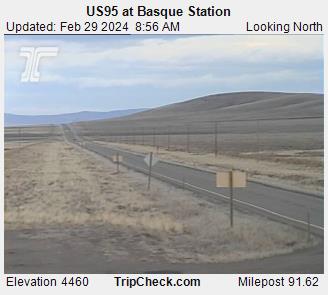 US95 at Basque Station
Updated: Feb 29 2024 8:56 AM Looking North
Elevation 4460 TripCheck.com Milepost 91.62